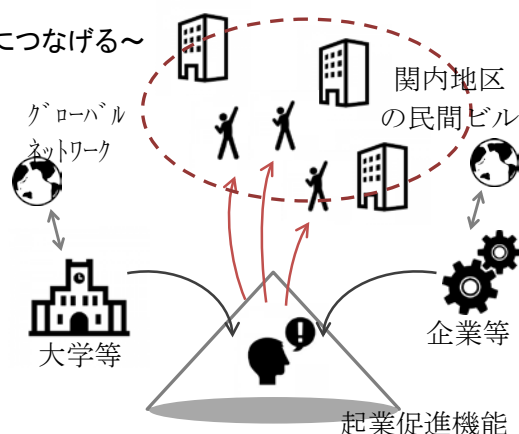 につなげる～
関内地区
の民間ビル
グローバル
ネットワーク
大学等
企業等
起業促進機能